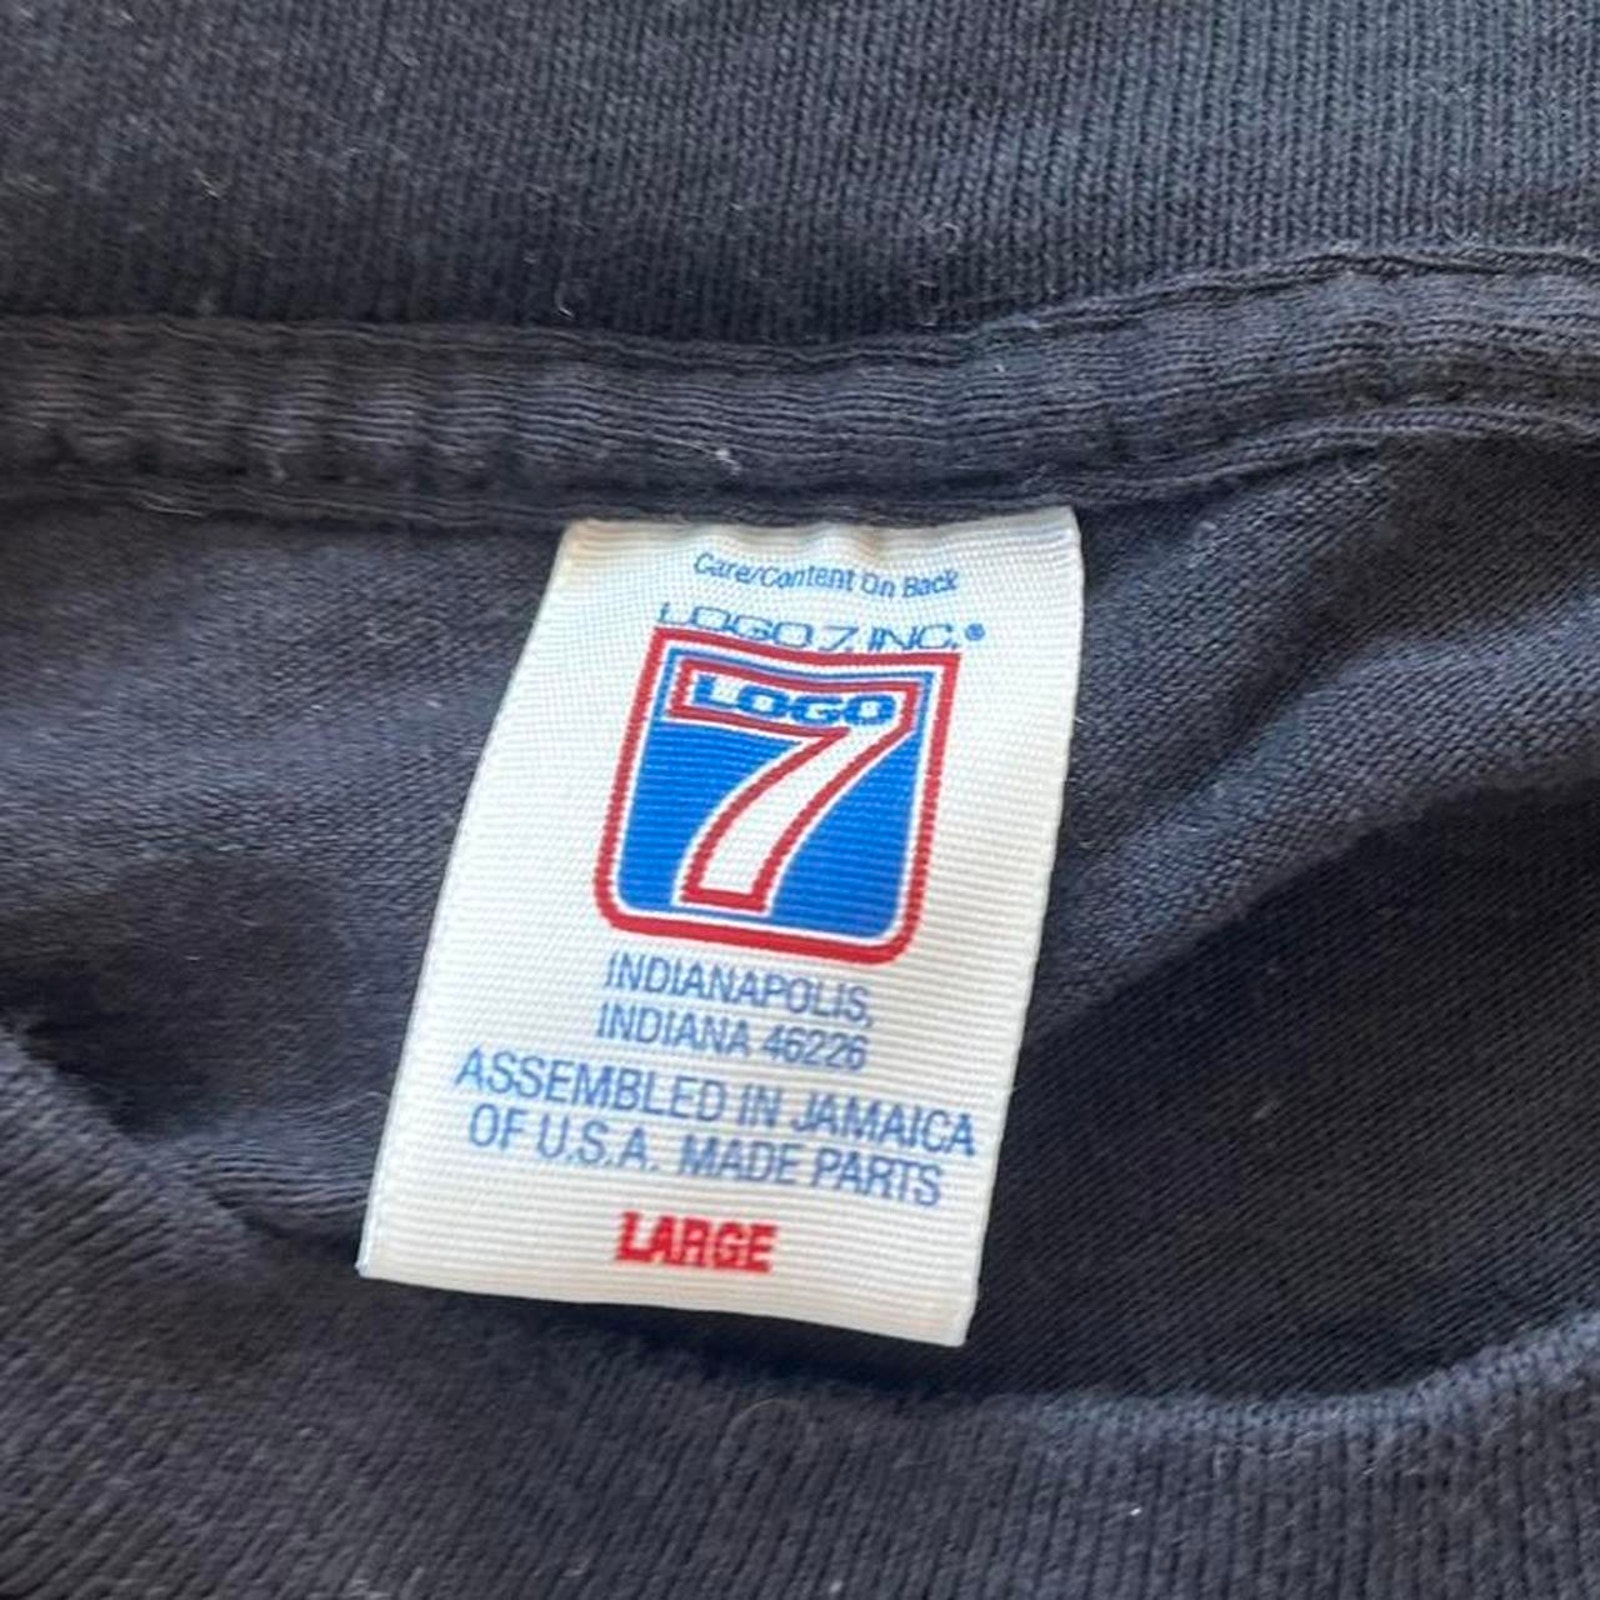 Care/Content On Back
LOGO 7, INC.®
LOGO
7
INDIANAPOLIS,
INDIANA 46226
ASSEMBLED IN JAMAICA
OF U.S.A. MADE PARTS
LARGE